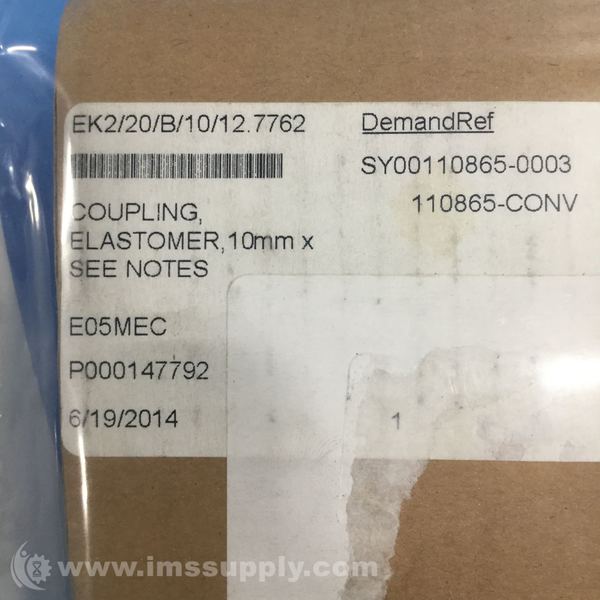 EK2/20/B/10/12.7762
DemandRef
SY00110865-0003
110865-CONV
COUPLING,
ELASTOMER,10mm x
SEE NOTES
E05MEC
P000147792
6/19/2014
1
www.imssupply.com